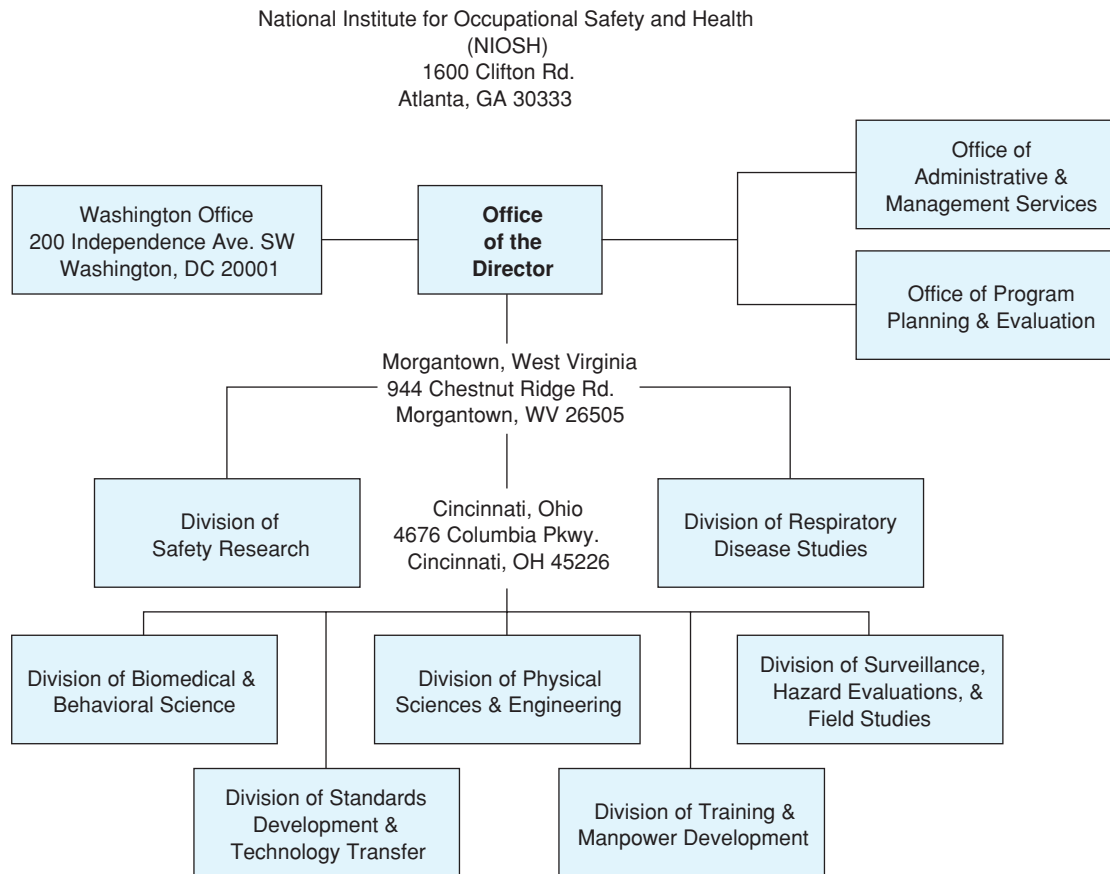 National Institute for Occupational Safety and Health
(NIOSH)
1600 Clifton Rd.
Atlanta, GA 30333
Office of
Administrative &
Management Services
Washington Office
200 Independence Ave. SW
Washington, DC 20001
Office
of the
Director
Office of Program
Planning & Evaluation
Morgantown, West Virginia
944 Chestnut Ridge Rd.
Morgantown, WV 26505
Division of
Safety Research
Cincinnati, Ohio
4676 Columbia Pkwy.
Cincinnati, OH 45226
Division of Respiratory
Disease Studies
Division of Biomedical &
Behavioral Science
Division of Physical
Sciences & Engineering
Division of Surveillance,
Hazard Evaluations, &
Field Studies
Division of Standards
Development &
Technology Transfer
Division of Training &
Manpower Development